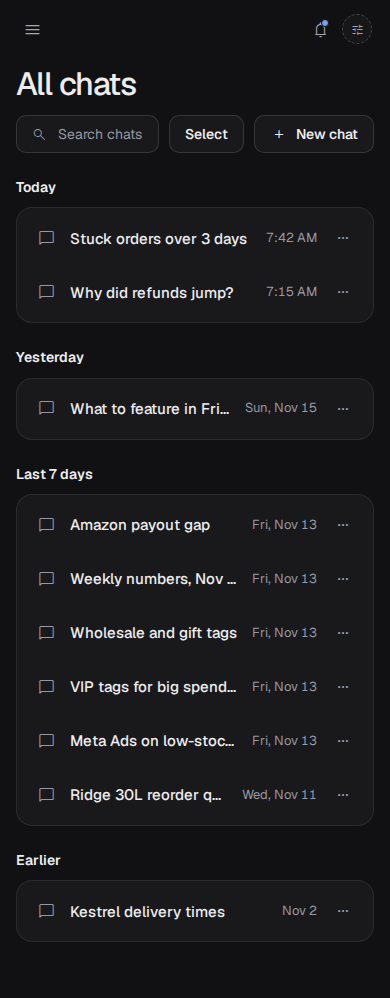 All chats
Search chats
Select
+ New chat
Today
Stuck orders over 3 days 7:42 AM ...
Why did refunds jump? 7:15 AM ...
Yesterday
What to feature in Fri... Sun, Nov 15 ...
Last 7 days
Amazon payout gap Fri, Nov 13 ...
Weekly numbers, Nov ... Fri, Nov 13 ...
Wholesale and gift tags Fri, Nov 13 ...
VIP tags for big spend... Fri, Nov 13 ...
Meta Ads on low-stoc... Fri, Nov 13 ...
Ridge 30L reorder q... Wed, Nov 11 ...
Earlier
Kestrel delivery times Nov 2 ...